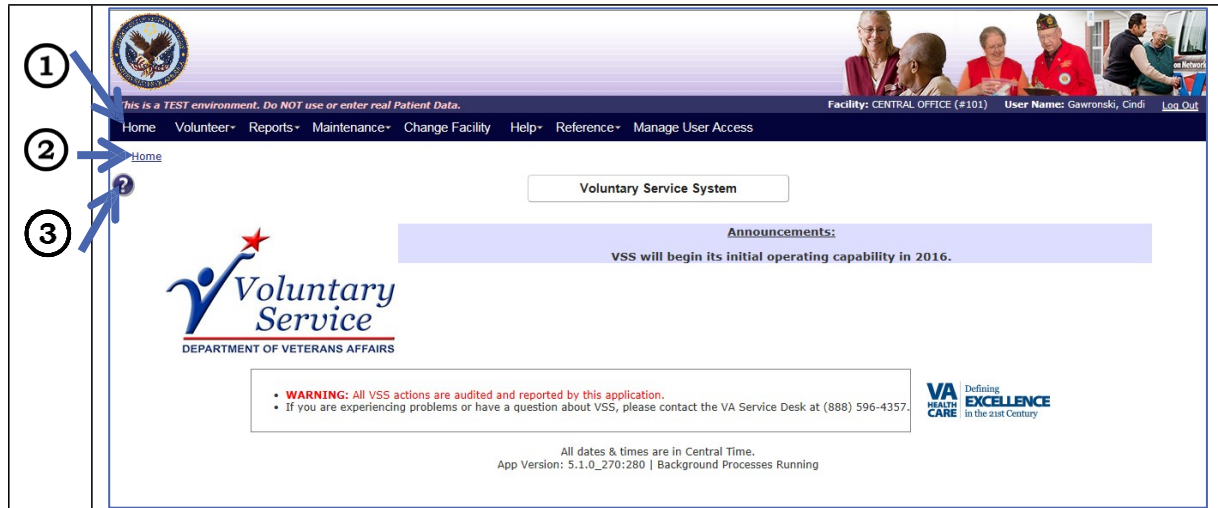 This is a TEST environment. Do NOT use or enter real Patient Data.
Facility: CENTRAL OFFICE (#101) User Name: Gawronski, Cindi Log Out
on Network
1
Home Volunteer Reports Maintenance Change Facility Help Reference Manage User Access
2
Home
?
Voluntary Service System
3
Announcements:
VSS will begin its initial operating capability in 2016.
Voluntary
Service
DEPARTMENT OF VETERANS AFFAIRS
• WARNING: All VSS actions are audited and reported by this application.
• If you are experiencing problems or have a question about VSS, please contact the VA Service Desk at (888) 596-4357.
VA
HEALTH
CARE
Defining
EXCELLENCE
in the 21st Century
All dates & times are in Central Time.
App Version: 5.1.0_270:280 | Background Processes Running